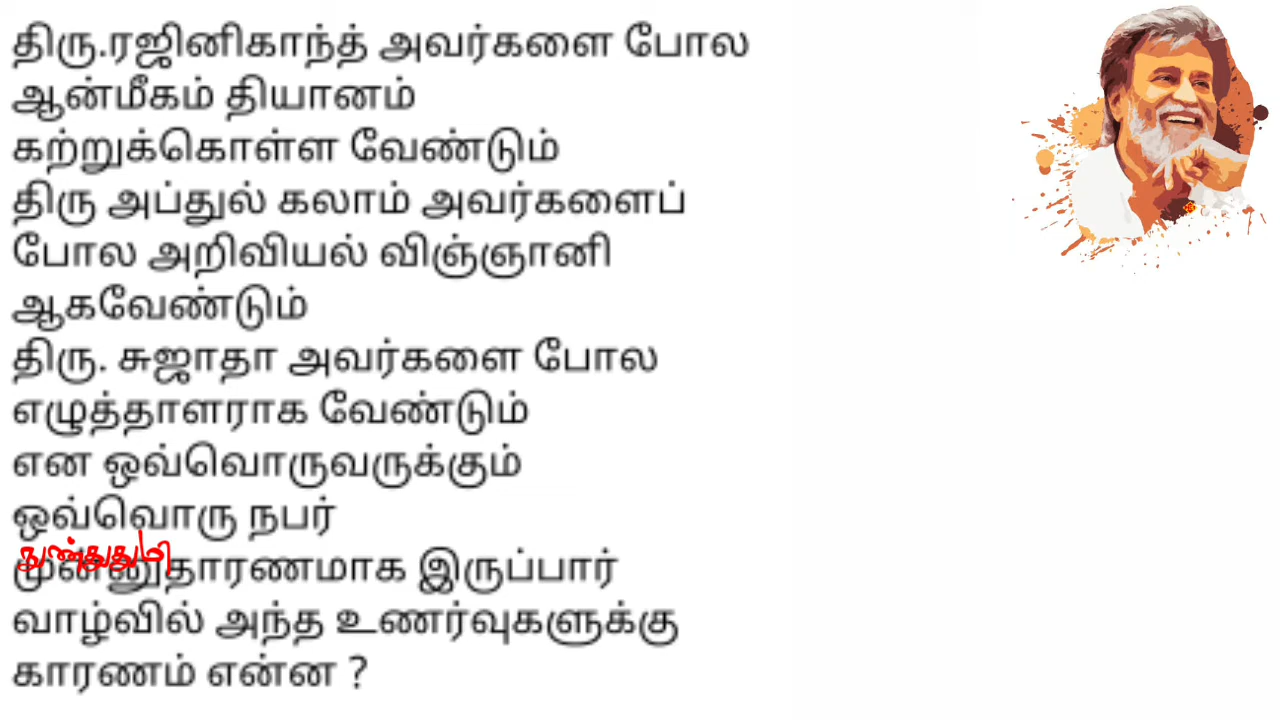 திரு.ரஜினிகாந்த் அவர்களை போல
ஆன்மீகம் தியானம்
கற்றுக்கொள்ள வேண்டும்
திரு அப்துல் கலாம் அவர்களைப்
போல அறிவியல் விஞ்ஞானி
ஆகவேண்டும்
திரு. சுஜாதா அவர்களை போல
எழுத்தாளராக வேண்டும்
என ஒவ்வொருவருக்கும்
ஒவ்வொரு நபர்
முன்னுதாரணமாக இருப்பார்
வாழ்வில் அந்த உணர்வுகளுக்கு
காரணம் என்ன ?